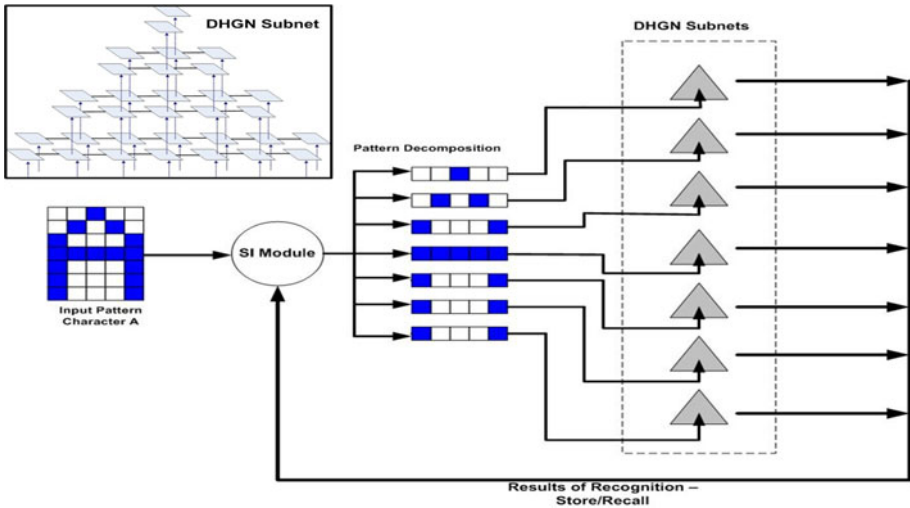 DHGN Subnet
DHGN Subnets
Pattern Decomposition
SI Module
Input Pattern
Character A
Results of Recognition –
Store/Recall